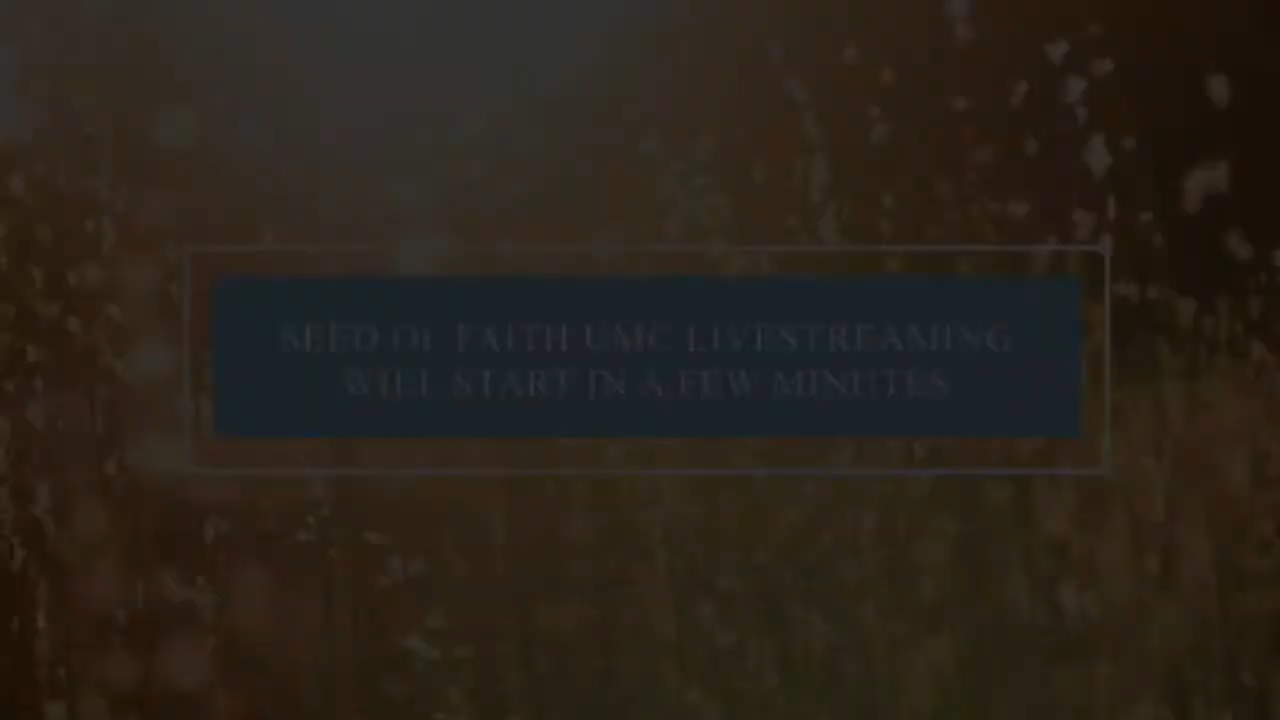 SEED OF FAITH UMC LIVESTREAMING
WILL START IN A FEW MINUTES